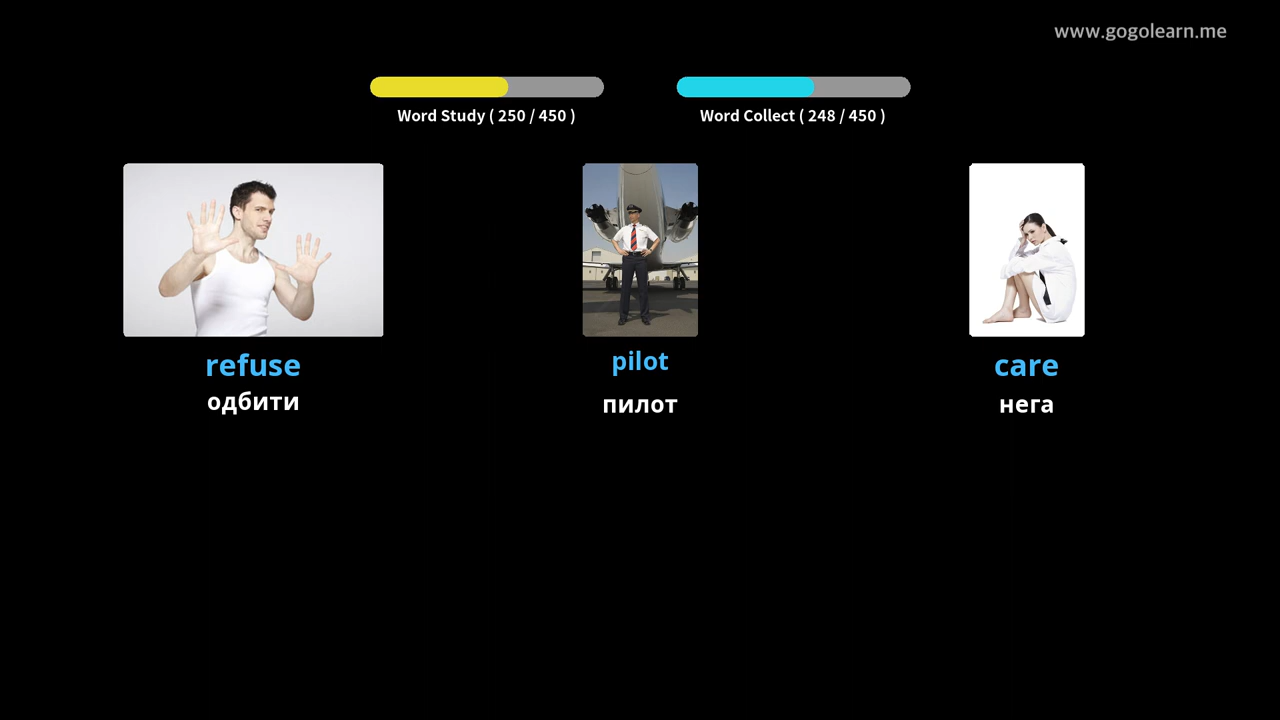 www.gogolearn.me
Word Study ( 250 / 450 )
Word Collect ( 248 / 450 )
refuse
одбити
pilot
пилот
care
нега